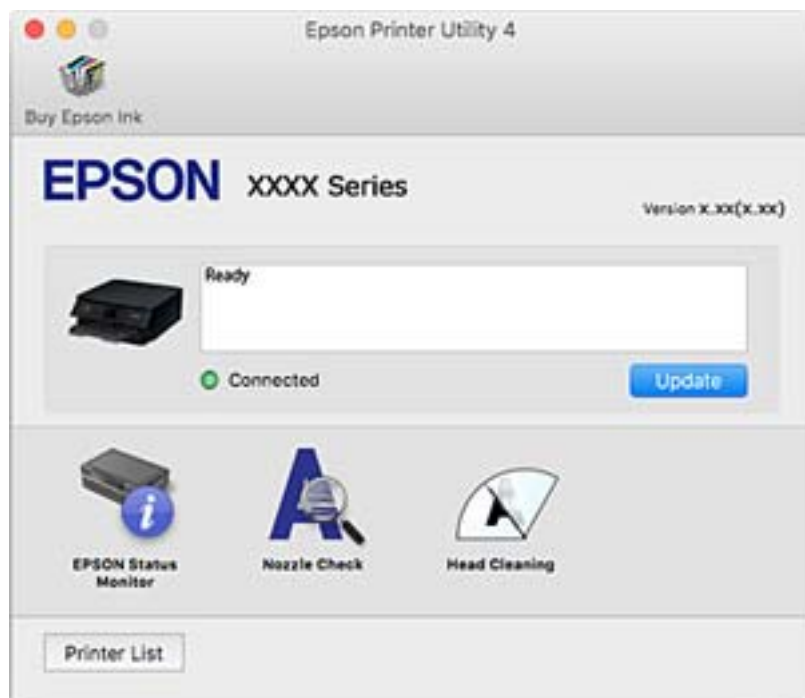 Epson Printer Utility 4
Buy Epson Ink
EPSON XXXX Series
Version X.XX(X.XX)
Ready
Connected
Update
EPSON Status
Monitor
Nozzle Check
Head Cleaning
Printer List